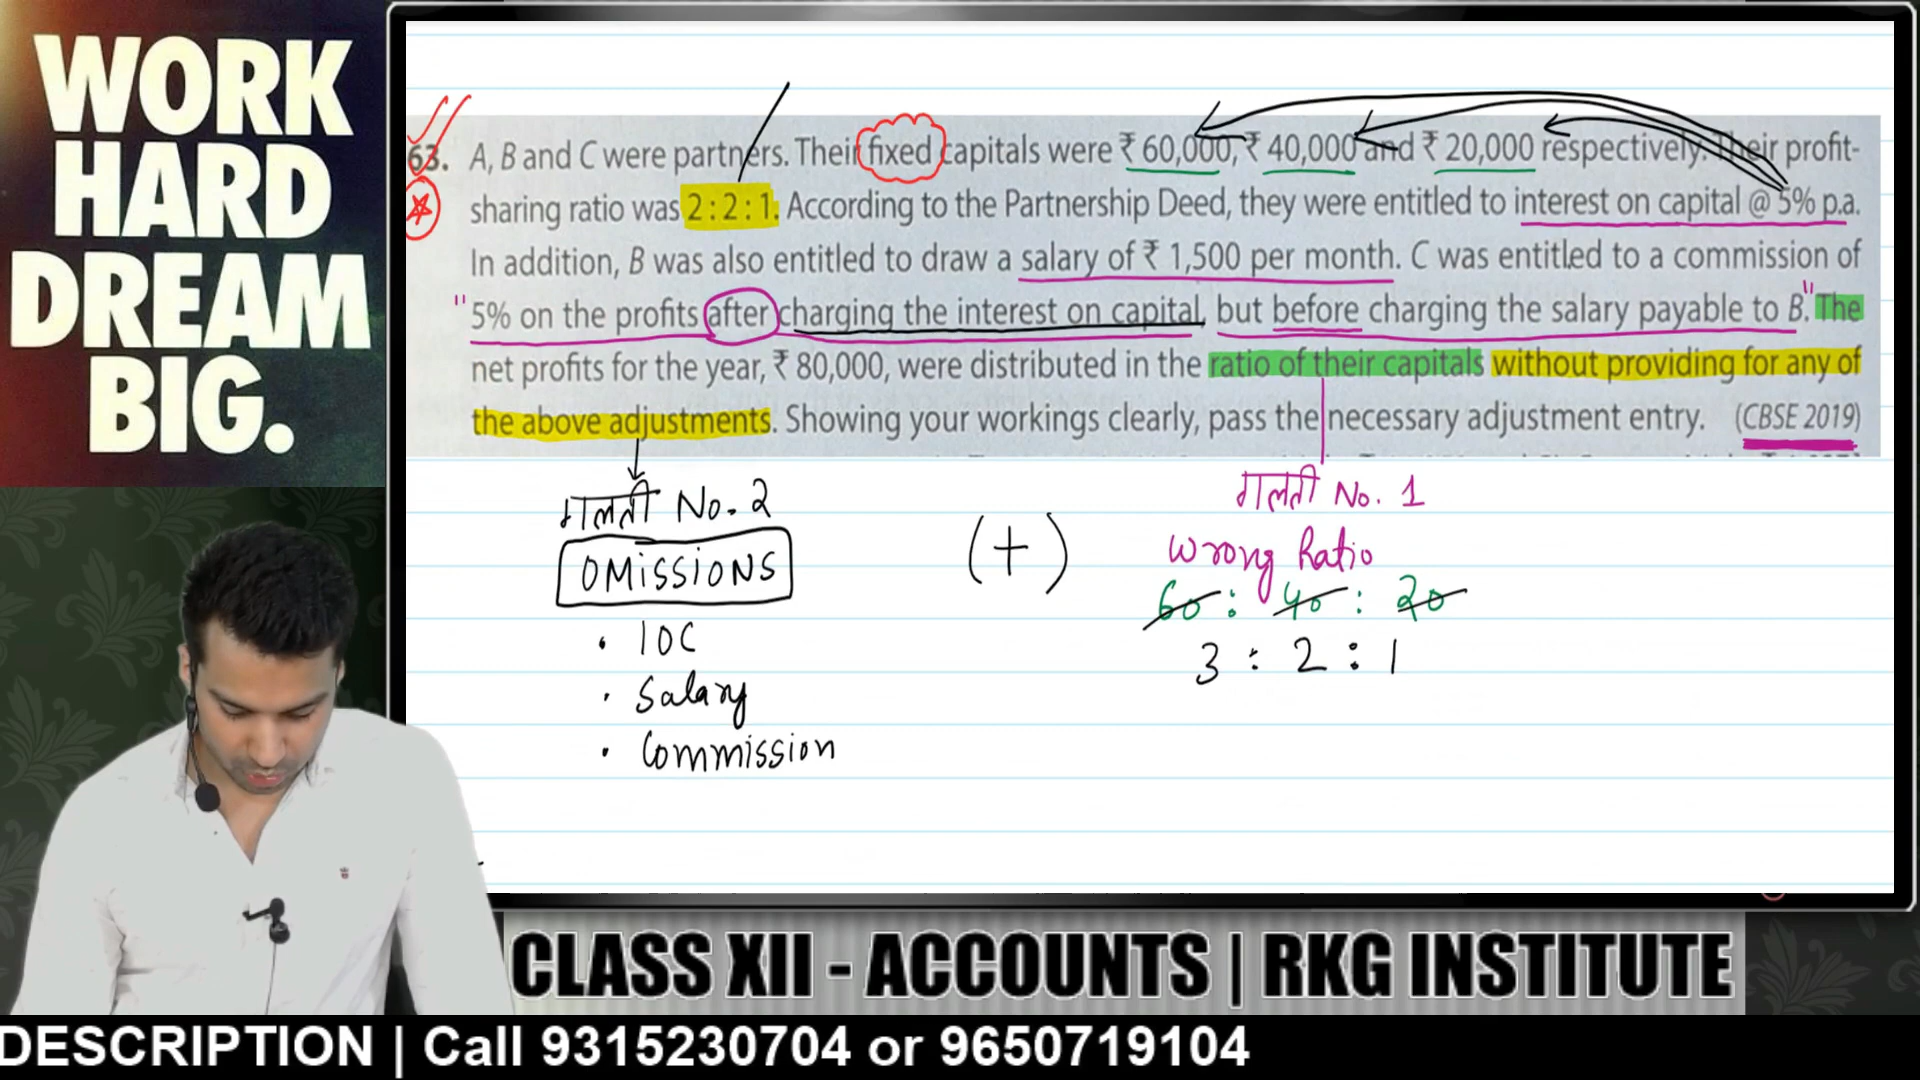 WORK
HARD
DREAM
BIG.
63. A, B and C were partners. Their fixed capitals were ₹ 60,000, ₹ 40,000 and ₹ 20,000 respectively. Their profit-
sharing ratio was 2 : 2 : 1. According to the Partnership Deed, they were entitled to interest on capital @ 5% p.a.
In addition, B was also entitled to draw a salary of ₹ 1,500 per month. C was entitled to a commission of
"5% on the profits after charging the interest on capital, but before charging the salary payable to B". The
net profits for the year, ₹ 80,000, were distributed in the ratio of their capitals without providing for any of
the above adjustments. Showing your workings clearly, pass the necessary adjustment entry. (CBSE 2019)
गलती No. 2
OMISSIONS
• IOC
• Salary
• Commission
(+)
गलती No. 1
Wrong Ratio
60 : 40 : 20
3 : 2 : 1
CLASS XII - ACCOUNTS | RKG INSTITUTE
DESCRIPTION | Call 9315230704 or 9650719104